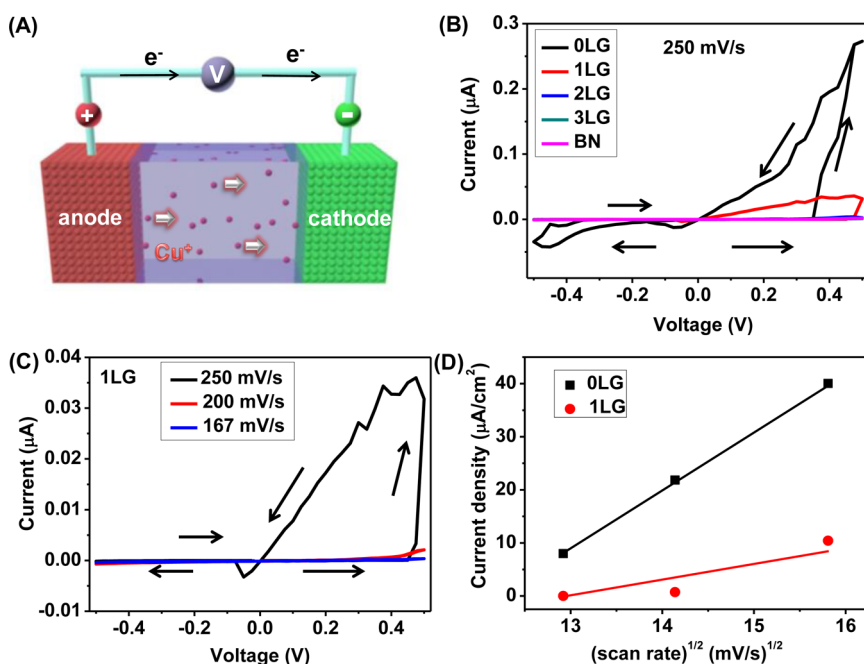 (A)
e⁻ e⁻
V
+ -
anode cathode
Cu⁺
(B)
250 mV/s
0LG
1LG
2LG
3LG
BN
Current (μA)
0.3
0.2
0.1
0.0
-0.4 -0.2 0.0 0.2 0.4
Voltage (V)
(C)
1LG
250 mV/s
200 mV/s
167 mV/s
Current (μA)
0.04
0.03
0.02
0.01
0.00
-0.01
-0.4 -0.2 0.0 0.2 0.4
Voltage (V)
(D)
0LG
1LG
Current density (μA/cm²)
40
30
20
10
0
13 14 15 16
(scan rate)¹ᐟ² (mV/s)¹ᐟ²